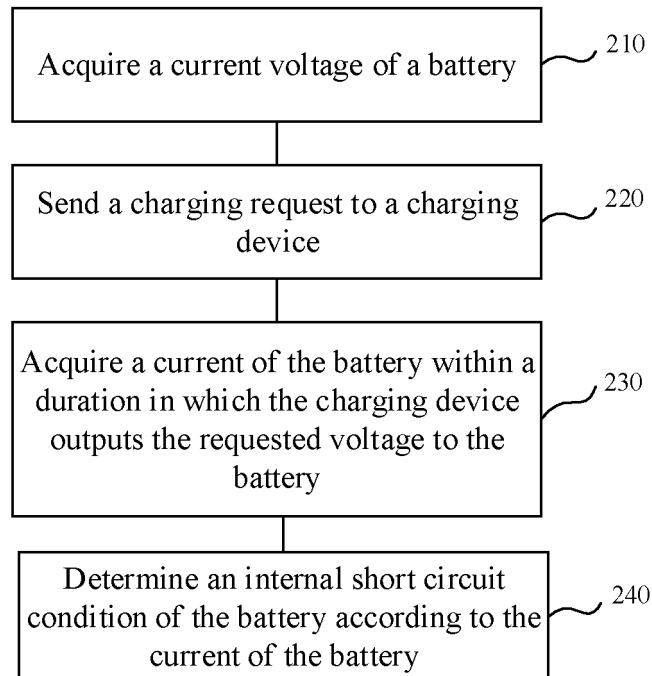 Acquire a current voltage of a battery
210
Send a charging request to a charging
device
220
Acquire a current of the battery within a
duration in which the charging device
outputs the requested voltage to the
battery
230
Determine an internal short circuit
condition of the battery according to the
current of the battery
240